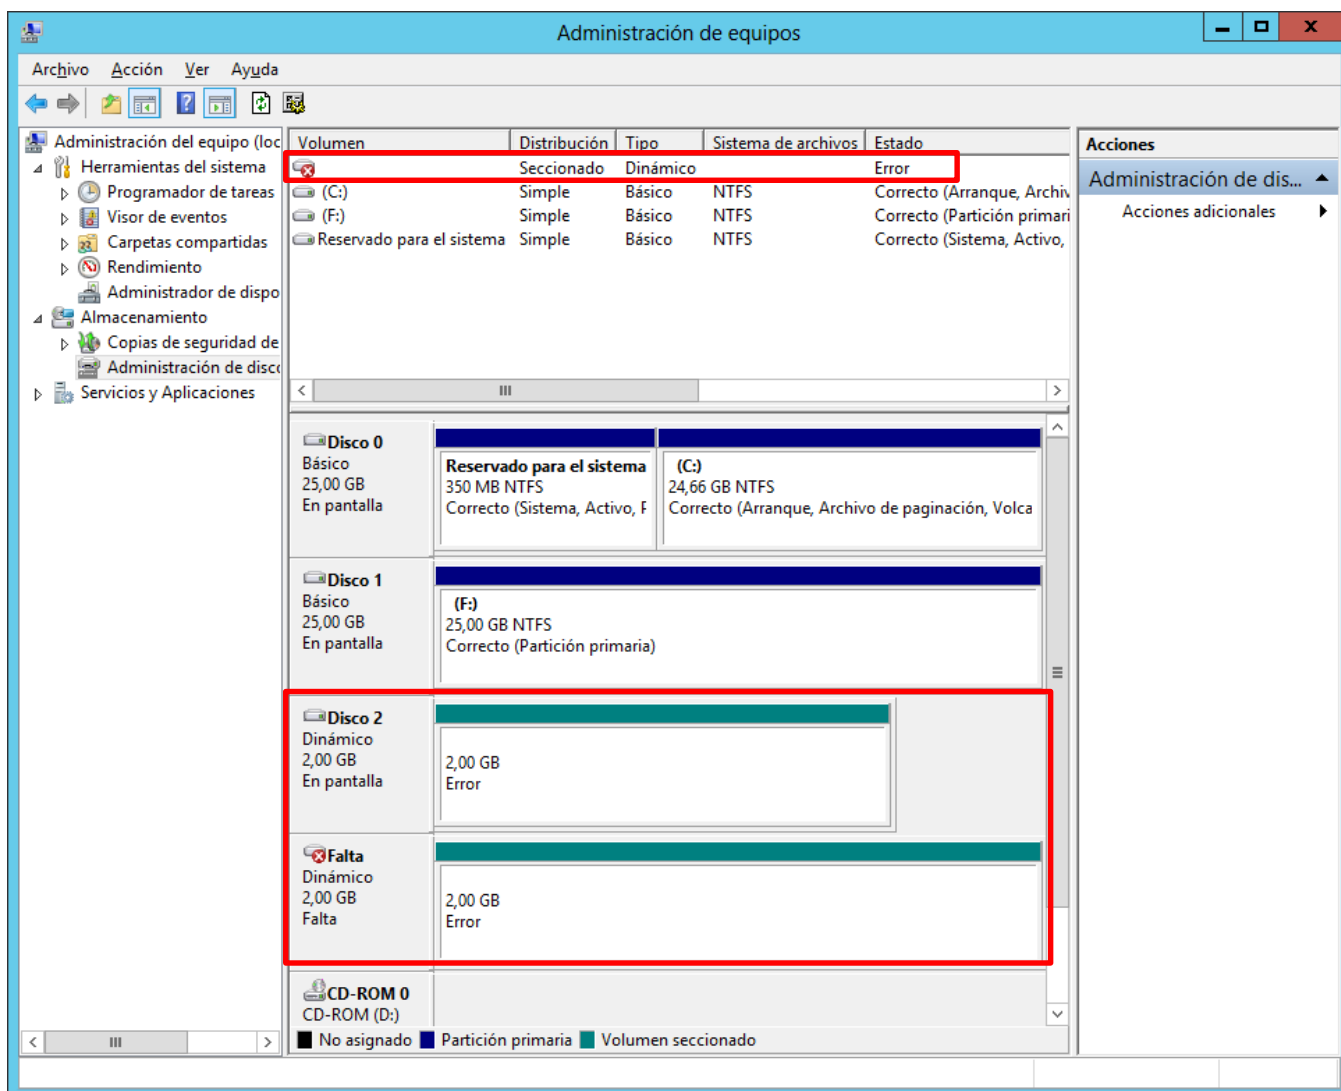 Administración de equipos
Archivo Acción Ver Ayuda
Administración del equipo (loc
Herramientas del sistema
Programador de tareas
Visor de eventos
Carpetas compartidas
Rendimiento
Administrador de dispo
Almacenamiento
Copias de seguridad de
Administración de disc
Servicios y Aplicaciones
Volumen Distribución Tipo Sistema de archivos Estado
Seccionado Dinámico Error
(C:) Simple Básico NTFS Correcto (Arranque, Archiv
(F:) Simple Básico NTFS Correcto (Partición primari
Reservado para el sistema Simple Básico NTFS Correcto (Sistema, Activo,
Disco 0
Básico
25,00 GB
En pantalla
Reservado para el sistema
350 MB NTFS
Correcto (Sistema, Activo, F
(C:)
24,66 GB NTFS
Correcto (Arranque, Archivo de paginación, Volca
Disco 1
Básico
25,00 GB
En pantalla
(F:)
25,00 GB NTFS
Correcto (Partición primaria)
Disco 2
Dinámico
2,00 GB
En pantalla
2,00 GB
Error
Falta
Dinámico
2,00 GB
Falta
2,00 GB
Error
CD-ROM 0
CD-ROM (D:)
No asignado Partición primaria Volumen seccionado
Acciones
Administración de dis...
Acciones adicionales